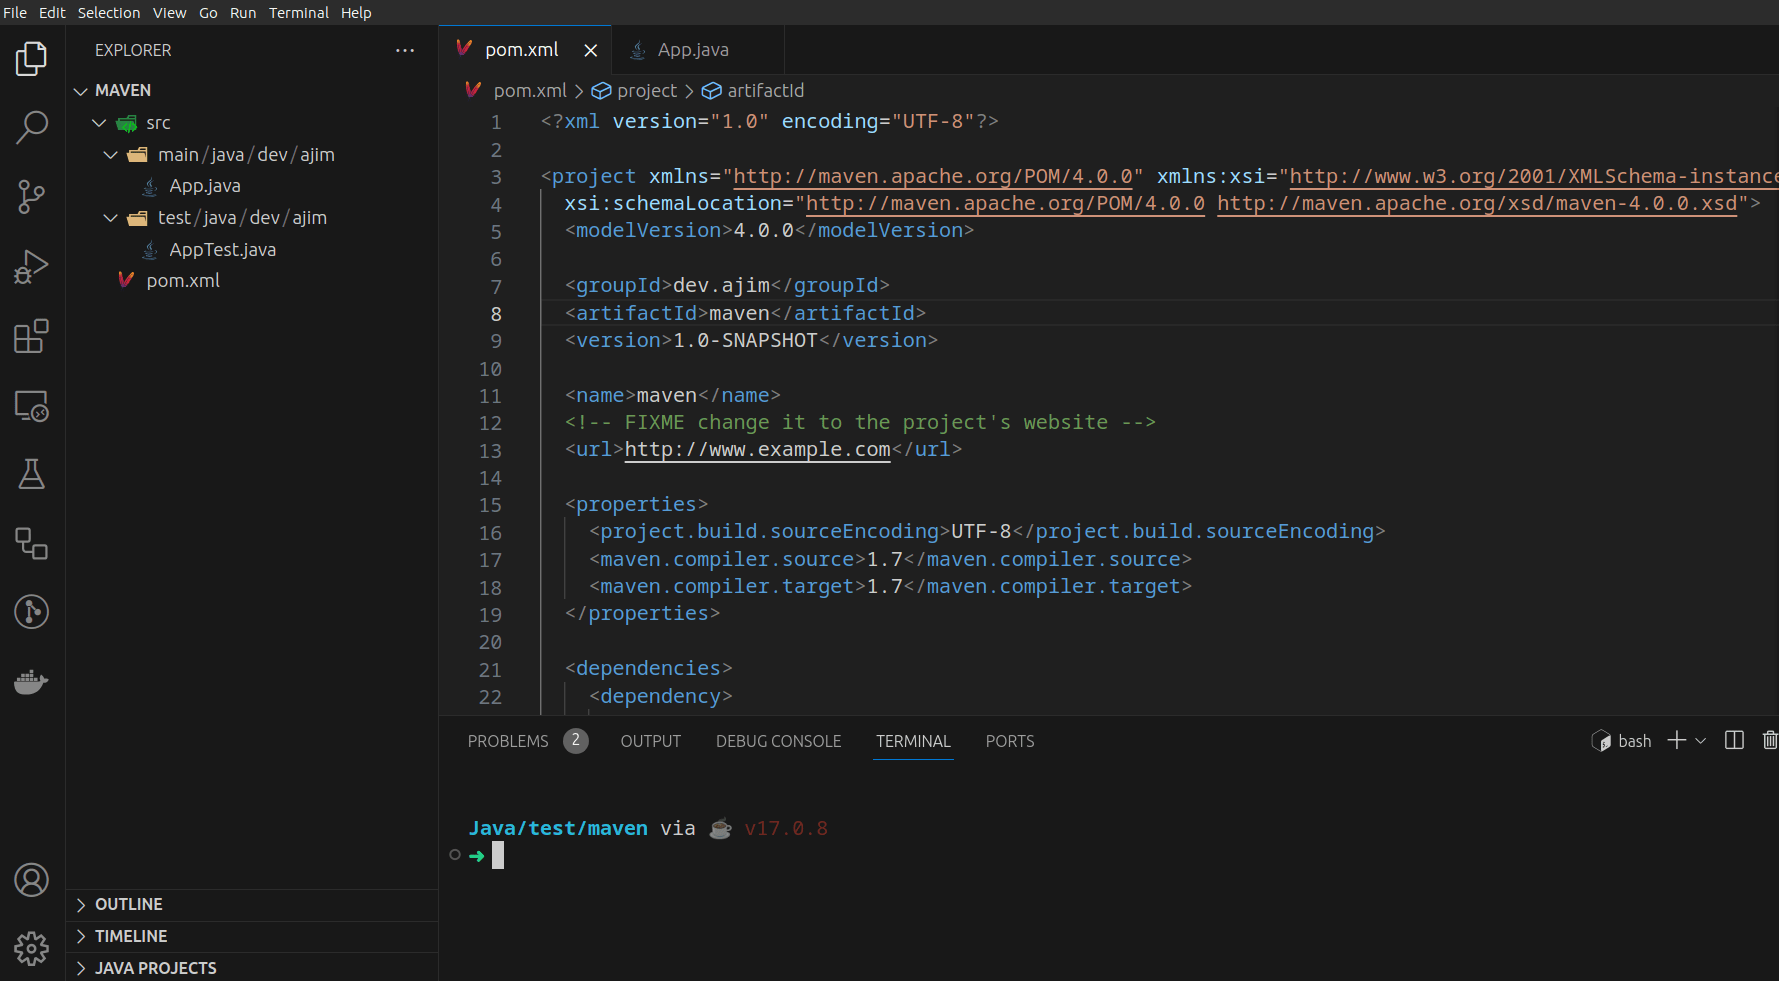 File Edit Selection View Go Run Terminal Help
EXPLORER
MAVEN
src
main/java/dev/ajim
App.java
test/java/dev/ajim
AppTest.java
pom.xml
OUTLINE
TIMELINE
JAVA PROJECTS
pom.xml
App.java
pom.xml > project > artifactId
1 <?xml version="1.0" encoding="UTF-8"?>
2
3 <project xmlns="http://maven.apache.org/POM/4.0.0" xmlns:xsi="http://www.w3.org/2001/XMLSchema-instance
4 xsi:schemaLocation="http://maven.apache.org/POM/4.0.0 http://maven.apache.org/xsd/maven-4.0.0.xsd">
5 <modelVersion>4.0.0</modelVersion>
6
7 <groupId>dev.ajim</groupId>
8 <artifactId>maven</artifactId>
9 <version>1.0-SNAPSHOT</version>
10
11 <name>maven</name>
12 <!-- FIXME change it to the project's website -->
13 <url>http://www.example.com</url>
14
15 <properties>
16 <project.build.sourceEncoding>UTF-8</project.build.sourceEncoding>
17 <maven.compiler.source>1.7</maven.compiler.source>
18 <maven.compiler.target>1.7</maven.compiler.target>
19 </properties>
20
21 <dependencies>
22 <dependency>
PROBLEMS 2 OUTPUT DEBUG CONSOLE TERMINAL PORTS
bash
Java/test/maven via ☕ v17.0.8
➜